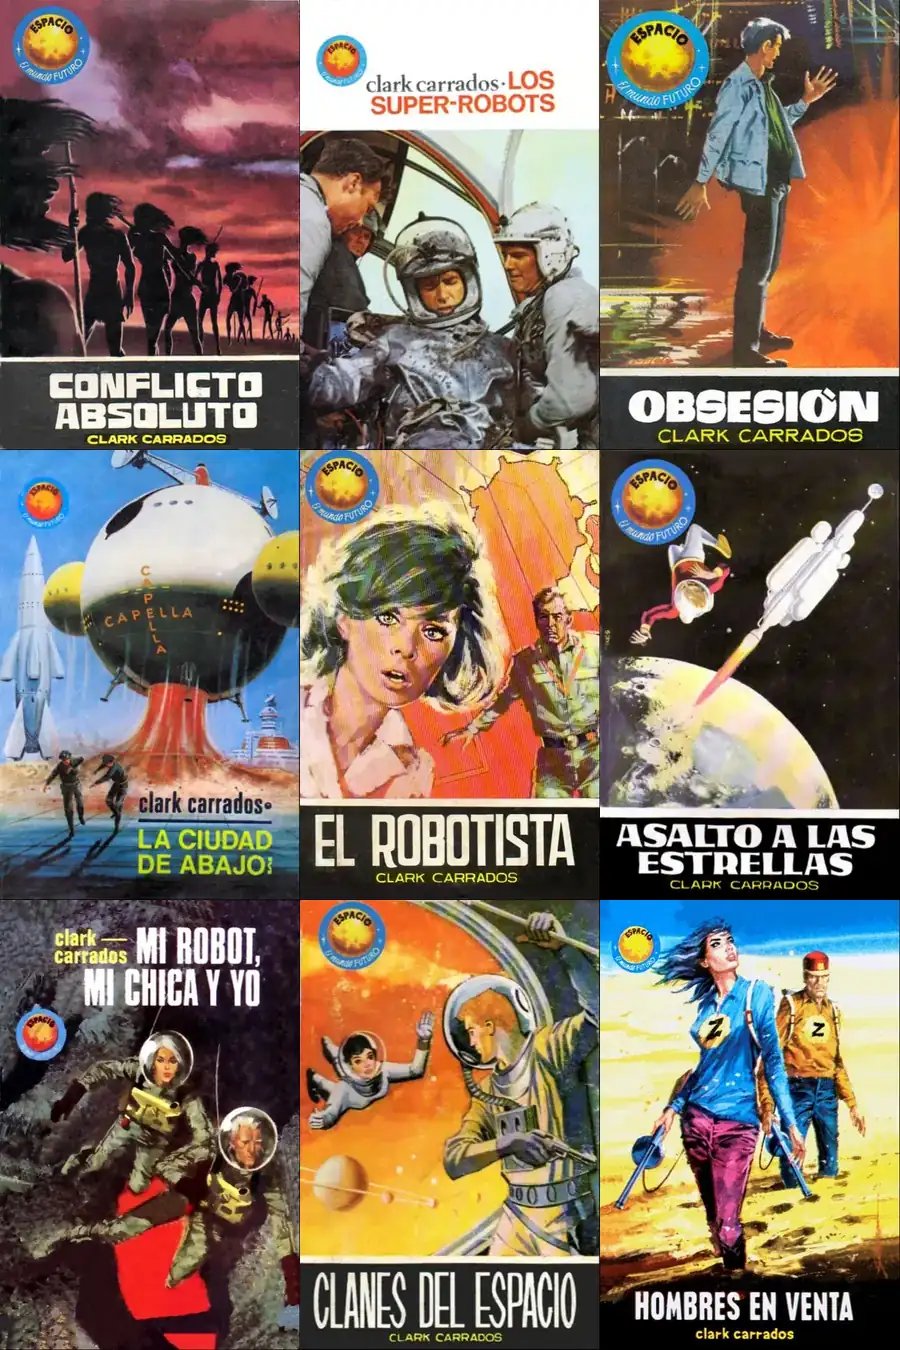 ESPACIO
El mundo FUTURO
CONFLICTO
ABSOLUTO
CLARK CARRADOS
ESPACIO
El mundo FUTURO
clark carrados·LOS
SUPER-ROBOTS
ESPACIO
El mundo FUTURO
OBSESIÓN
CLARK CARRADOS
ESPACIO
El mundo FUTURO
CAPELLA
CAPELLA
clark carrados·
LA CIUDAD
DE ABAJO
ESPACIO
El mundo FUTURO
EL ROBOTISTA
CLARK CARRADOS
ESPACIO
El mundo FUTURO
ASALTO A LAS
ESTRELLAS
CLARK CARRADOS
clark —
carrados
MI ROBOT,
MI CHICA Y YO
ESPACIO
El mundo FUTURO
ESPACIO
El mundo FUTURO
CLANES DEL ESPACIO
CLARK CARRADOS
ESPACIO
El mundo FUTURO
Z
Z
HOMBRES EN VENTA
clark carrados